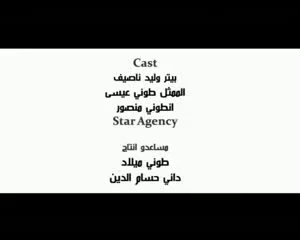 Cast
بيتر وليد ناصيف
الممثل طوني عيسى
انطوني منصور
Star Agency
مساعدو انتاج
طوني ميلاد
داني حسام الدين